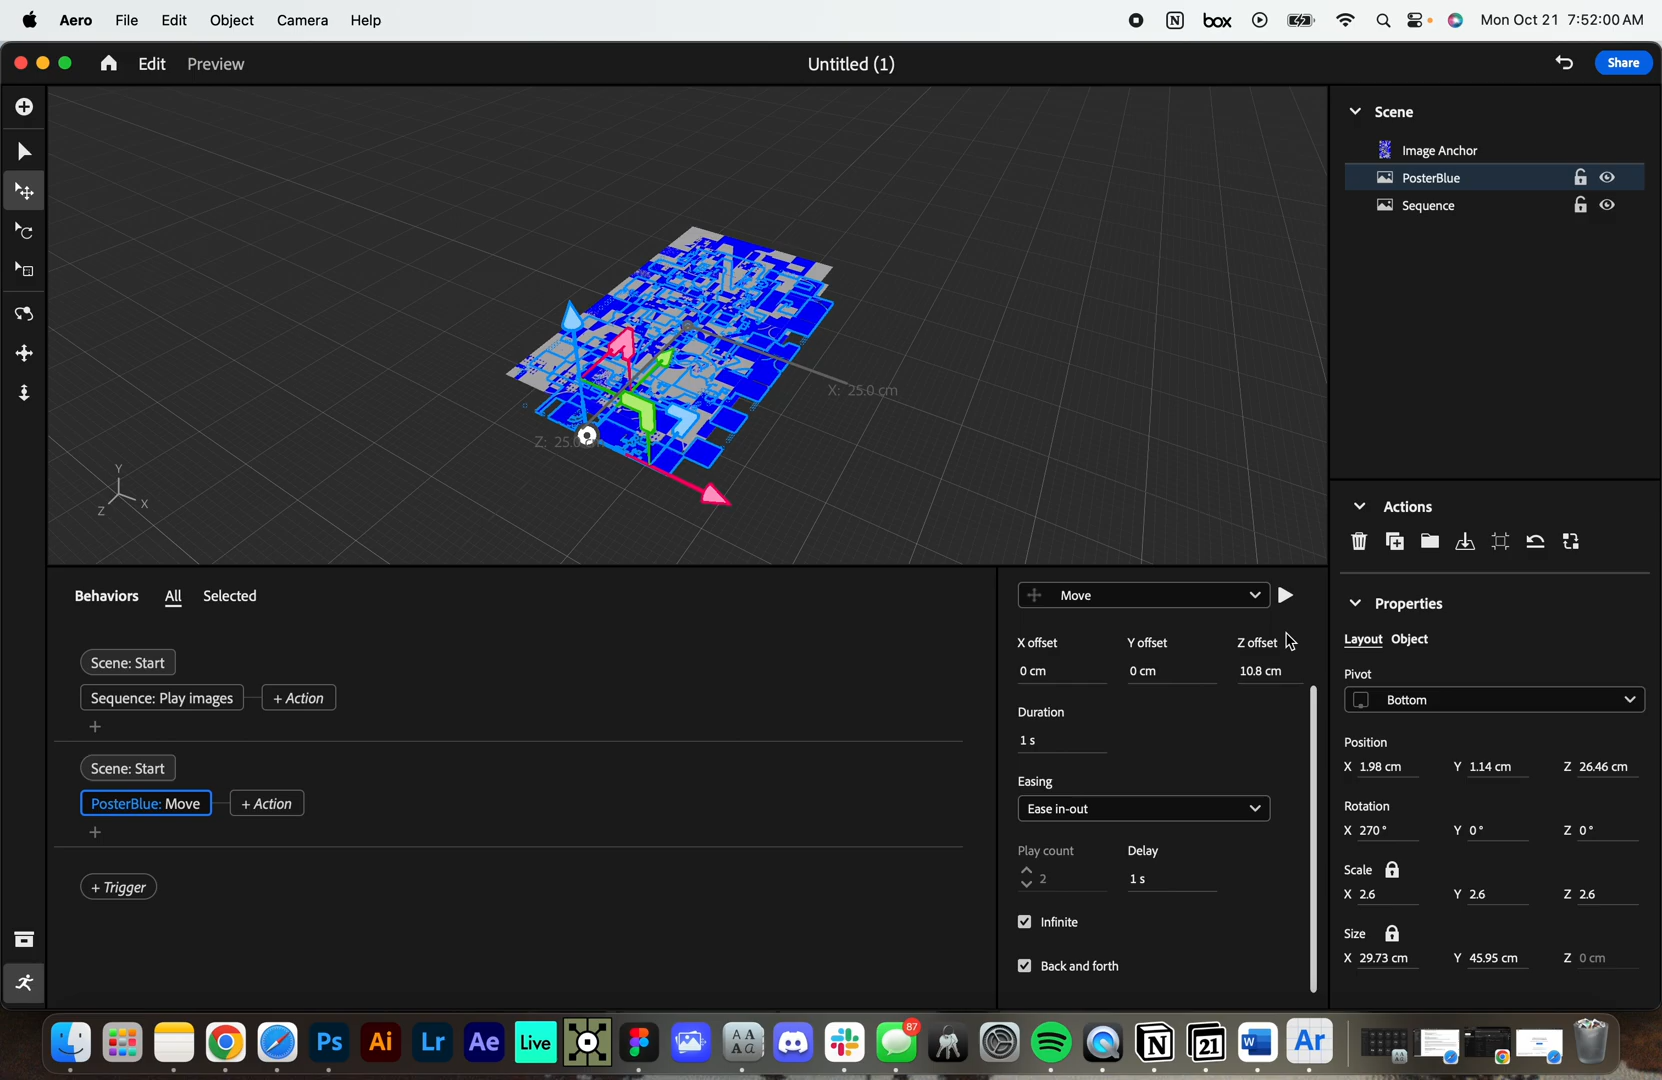 Aero File Edit Object Camera Help
box Mon Oct 21 7:52:00 AM
Edit Preview Untitled (1) Share
Scene
Image Anchor
PosterBlue
Sequence
X: 25.0 cm
Z: 25.0
Y
X
Z
Actions
Behaviors All Selected
Scene: Start
Sequence: Play images + Action
+
Scene: Start
PosterBlue: Move + Action
+
+ Trigger
Move
X offset Y offset Z offset
0 cm 0 cm 10.8 cm
Duration
1 s
Easing
Ease in-out
Play count Delay
2 1 s
Infinite
Back and forth
Properties
Layout Object
Pivot
Bottom
Position
X 1.98 cm Y 1.14 cm Z 26.46 cm
Rotation
X 270° Y 0° Z 0°
Scale
X 2.6 Y 2.6 Z 2.6
Size
X 29.73 cm Y 45.95 cm Z 0 cm
Ps Ai Lr Ae Live 87 21 W Ar